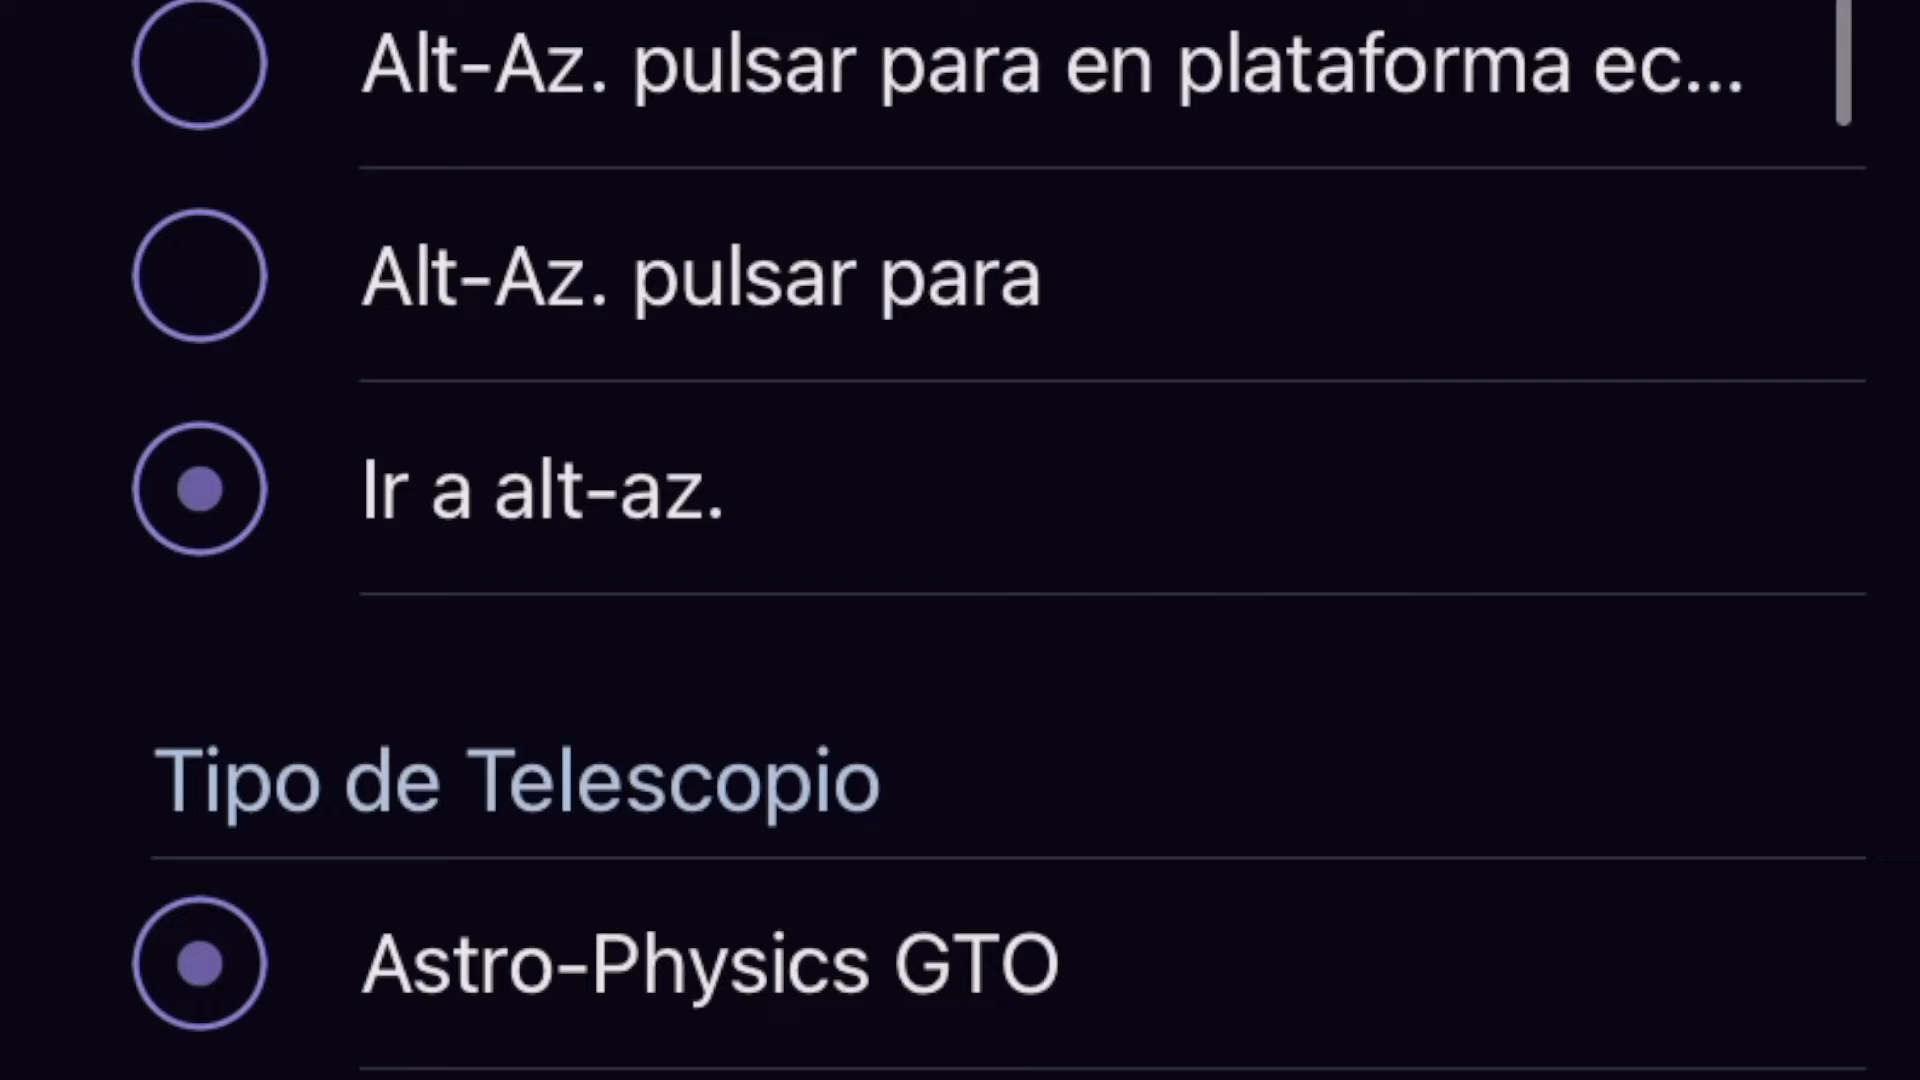 Alt-Az. pulsar para en plataforma ec...
Alt-Az. pulsar para
Ir a alt-az.
Tipo de Telescopio
Astro-Physics GTO